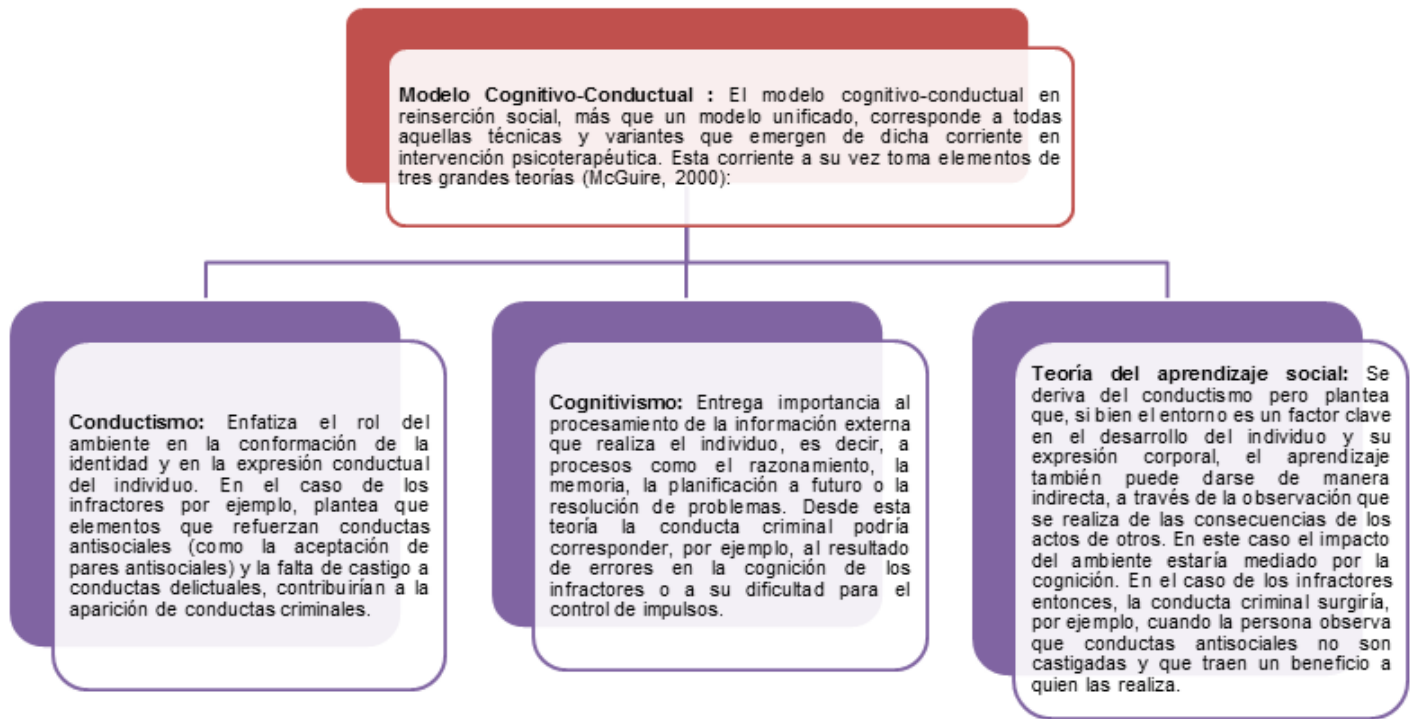 Modelo Cognitivo-Conductual : El modelo cognitivo-conductual en
reinserción social, más que un modelo unificado, corresponde a todas
aquellas técnicas y variantes que emergen de dicha corriente en
intervención psicoterapéutica. Esta corriente a su vez toma elementos de
tres grandes teorías (McGuire, 2000):
Conductismo: Enfatiza el rol del
ambiente en la conformación de la
identidad y en la expresión conductual
del individuo. En el caso de los
infractores por ejemplo, plantea que
elementos que refuerzan conductas
antisociales (como la aceptación de
pares antisociales) y la falta de castigo a
conductas delictuales, contribuirían a la
aparición de conductas criminales.
Cognitivismo: Entrega importancia al
procesamiento de la información externa
que realiza el individuo, es decir, a
procesos como el razonamiento, la
memoria, la planificación a futuro o la
resolución de problemas. Desde esta
teoría la conducta criminal podría
corresponder, por ejemplo, al resultado
de errores en la cognición de los
infractores o a su dificultad para el
control de impulsos.
Teoría del aprendizaje social: Se
deriva del conductismo pero plantea
que, si bien el entorno es un factor clave
en el desarrollo del individuo y su
expresión corporal, el aprendizaje
también puede darse de manera
indirecta, a través de la observación que
se realiza de las consecuencias de los
actos de otros. En este caso el impacto
del ambiente estaría mediado por la
cognición. En el caso de los infractores
entonces, la conducta criminal surgiría,
por ejemplo, cuando la persona observa
que conductas antisociales no son
castigadas y que traen un beneficio a
quien las realiza.